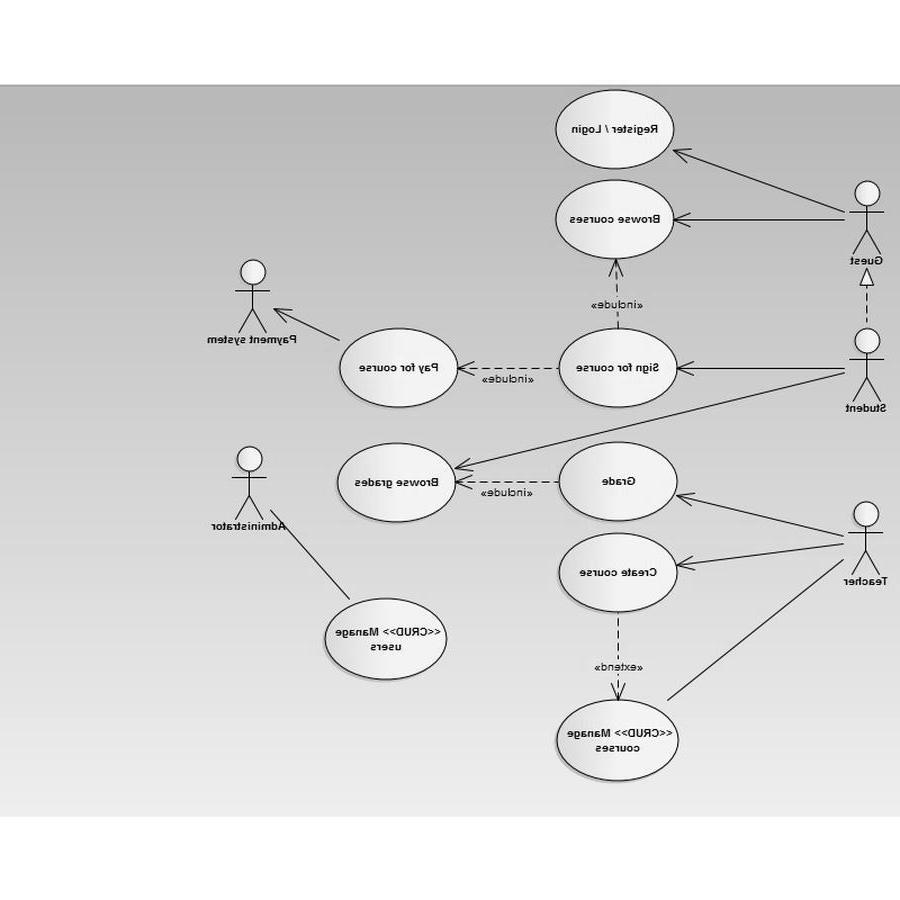 Register / Login
Browse courses
Guest
«include»
Payment system
Pay for course
«include»
Sign for course
Student
Browse grades
«include»
Grade
Administrator
Create course
Teacher
<<CRUD>> Manage
users
«extend»
<<CRUD>> Manage
courses